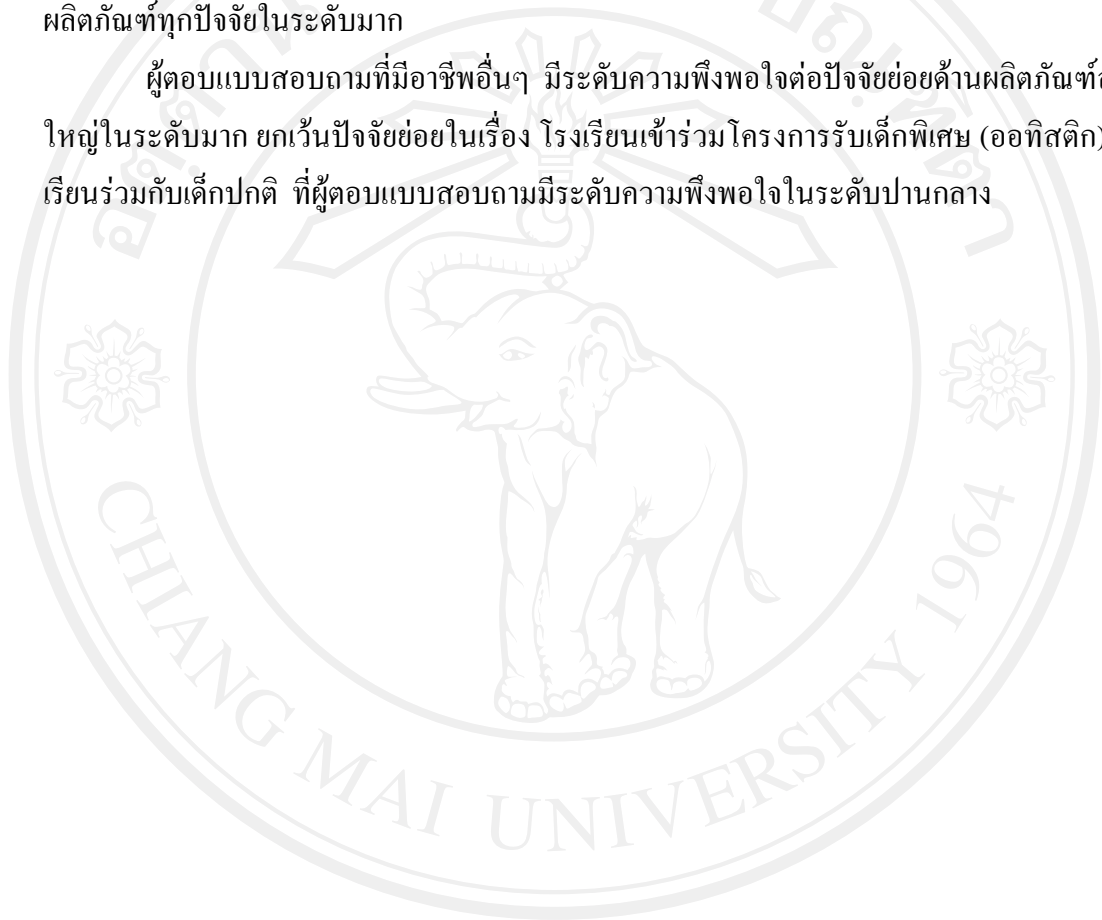 ผลิตภัณฑ์ทุกปัจจัยในระดับมาก
ผู้ตอบแบบสอบถามที่มีอาชีพอื่นๆ มีระดับความพึงพอใจต่อปัจจัยย่อยด้านผลิตภัณฑ์
ใหญ่ในระดับมาก ยกเว้นปัจจัยย่อยในเรื่อง โรงเรียนเข้าร่วมโครงการรับเด็กพิเศษ (ออทิสติก)
เรียนร่วมกับเด็กปกติ ที่ผู้ตอบแบบสอบถามมีระดับความพึงพอใจในระดับปานกลาง
CHIANG MAI UNIVERSITY 1964